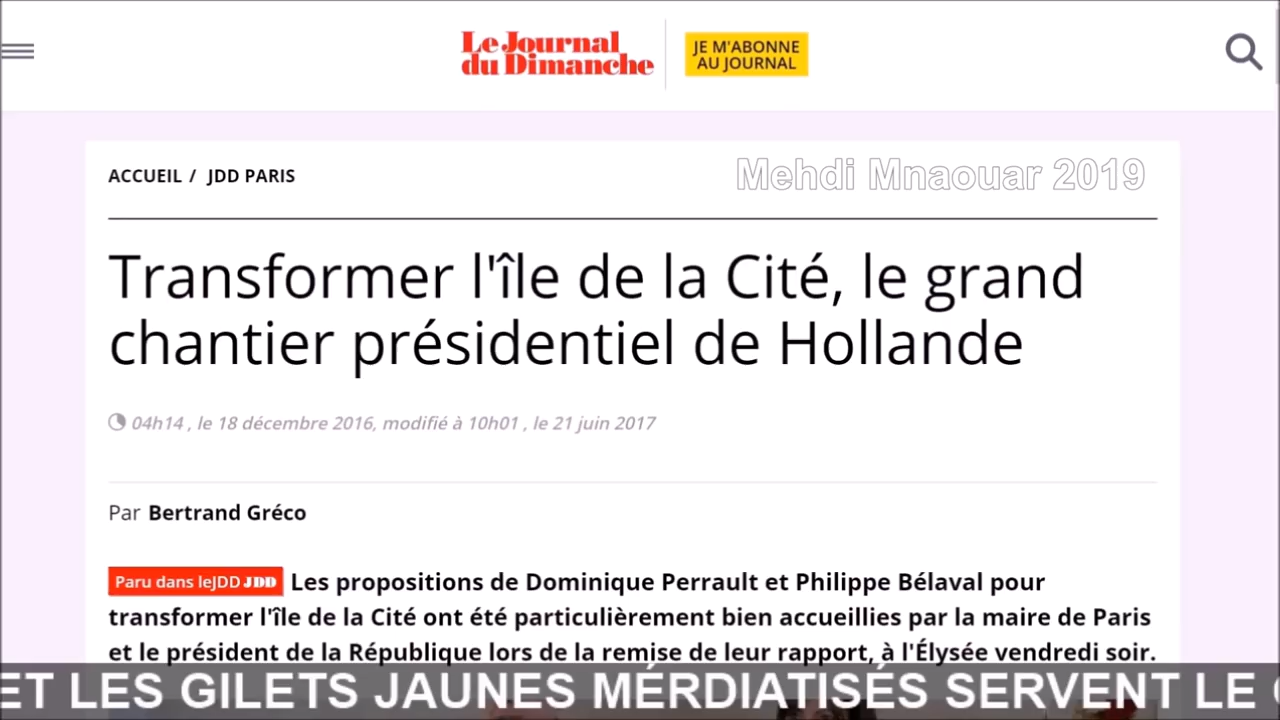 Le Journal
du Dimanche
JE M'ABONNE
AU JOURNAL
ACCUEIL / JDD PARIS
Mehdi Mnaouar 2019
Transformer l'île de la Cité, le grand
chantier présidentiel de Hollande
04h14 , le 18 décembre 2016, modifié à 10h01 , le 21 juin 2017
Par Bertrand Gréco
Paru dans leJDD JDD Les propositions de Dominique Perrault et Philippe Bélaval pour
transformer l'île de la Cité ont été particulièrement bien accueillies par la maire de Paris
et le président de la République lors de la remise de leur rapport, à l'Élysée vendredi soir.
ET LES GILETS JAUNES MÉRDIATISÉS SERVENT LE